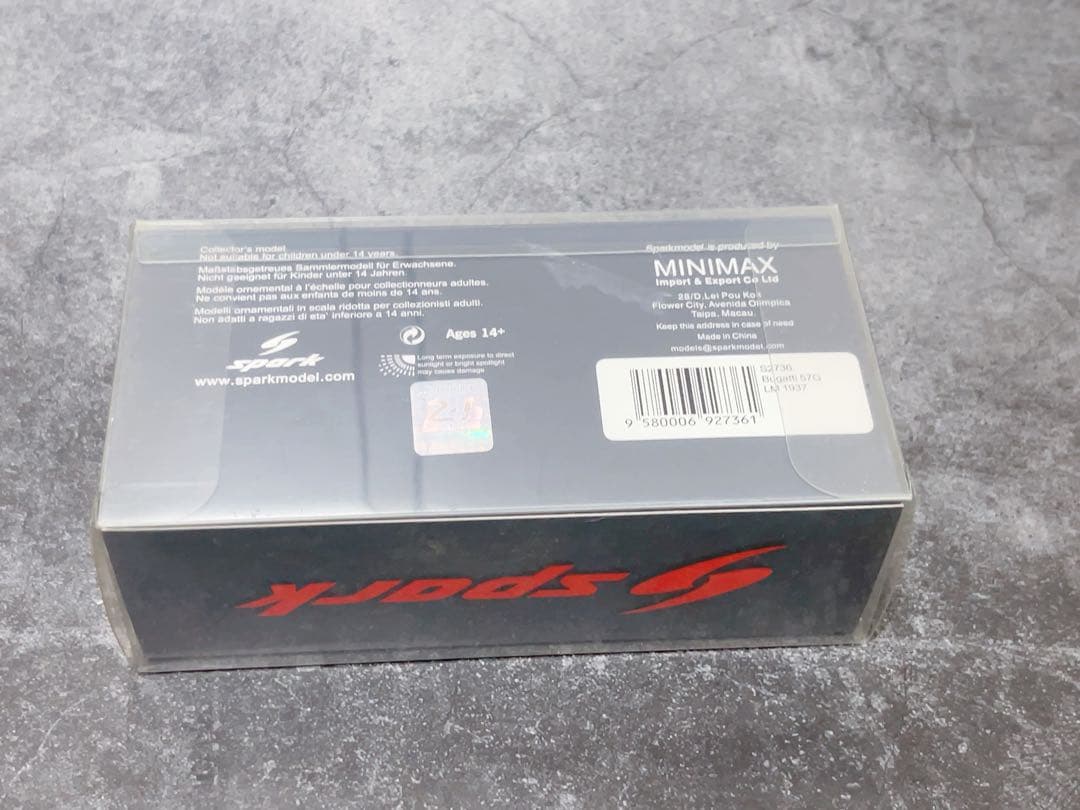 Collector's model
Not suitable for children under 14 years.
Maßstabsgetreues Sammlermodell für Erwachsene.
Nicht geeignet für Kinder unter 14 Jahren.
Modèle ornemental à l'échelle pour collectionneurs adultes.
Ne convient pas aux enfants de moins de 14 ans.
Modelli ornamentali in scala ridotta per collezionisti adulti.
Non adatti a ragazzi di eta' inferiore a 14 anni.
spark
www.sparkmodel.com
Ages 14+
Long term exposure to direct
sunlight or bright spotlight
may cause damage
Sparkmodel is produced by
MINIMAX
Import & Export Co Ltd
28/D,Lei Pou Kok
Flower City, Avenida Olimpica
Taipa, Macau.
Keep this address in case of need
Made in China
models@sparkmodel.com
S2736
Bugatti 57G
LM 1937
9 580006 927361
spark